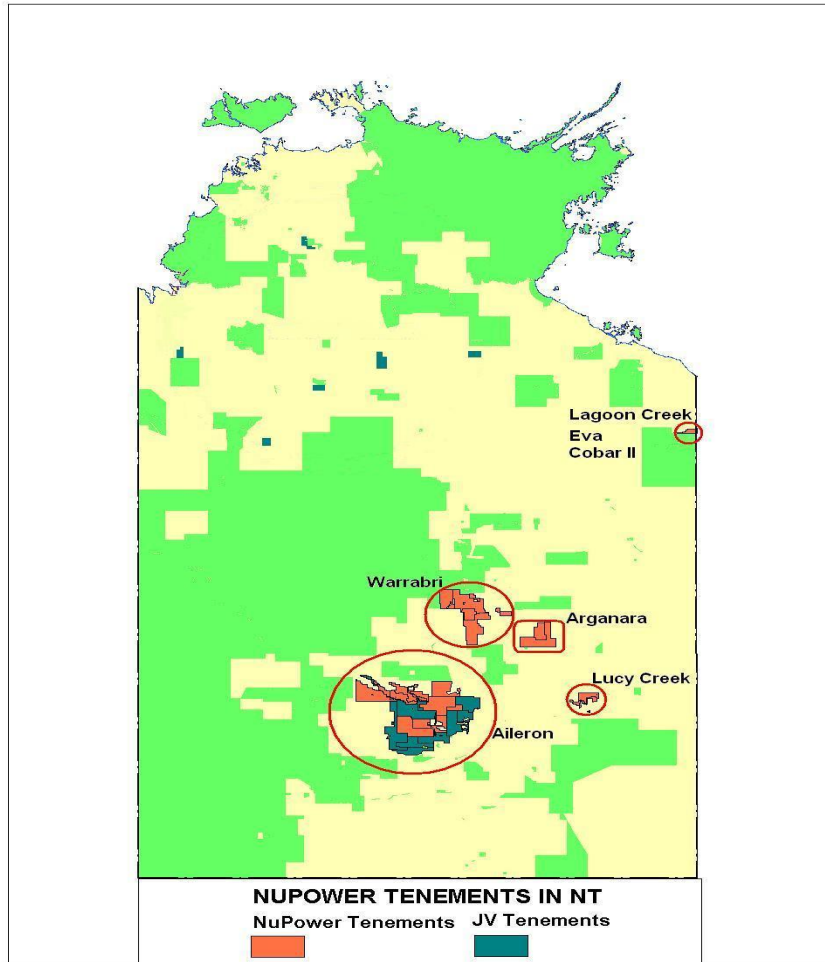 Lagoon Creek
Eva
Cobar II
Warrabri
Arganara
Lucy Creek
Aileron
NUPOWER TENEMENTS IN NT
NuPower Tenements JV Tenements